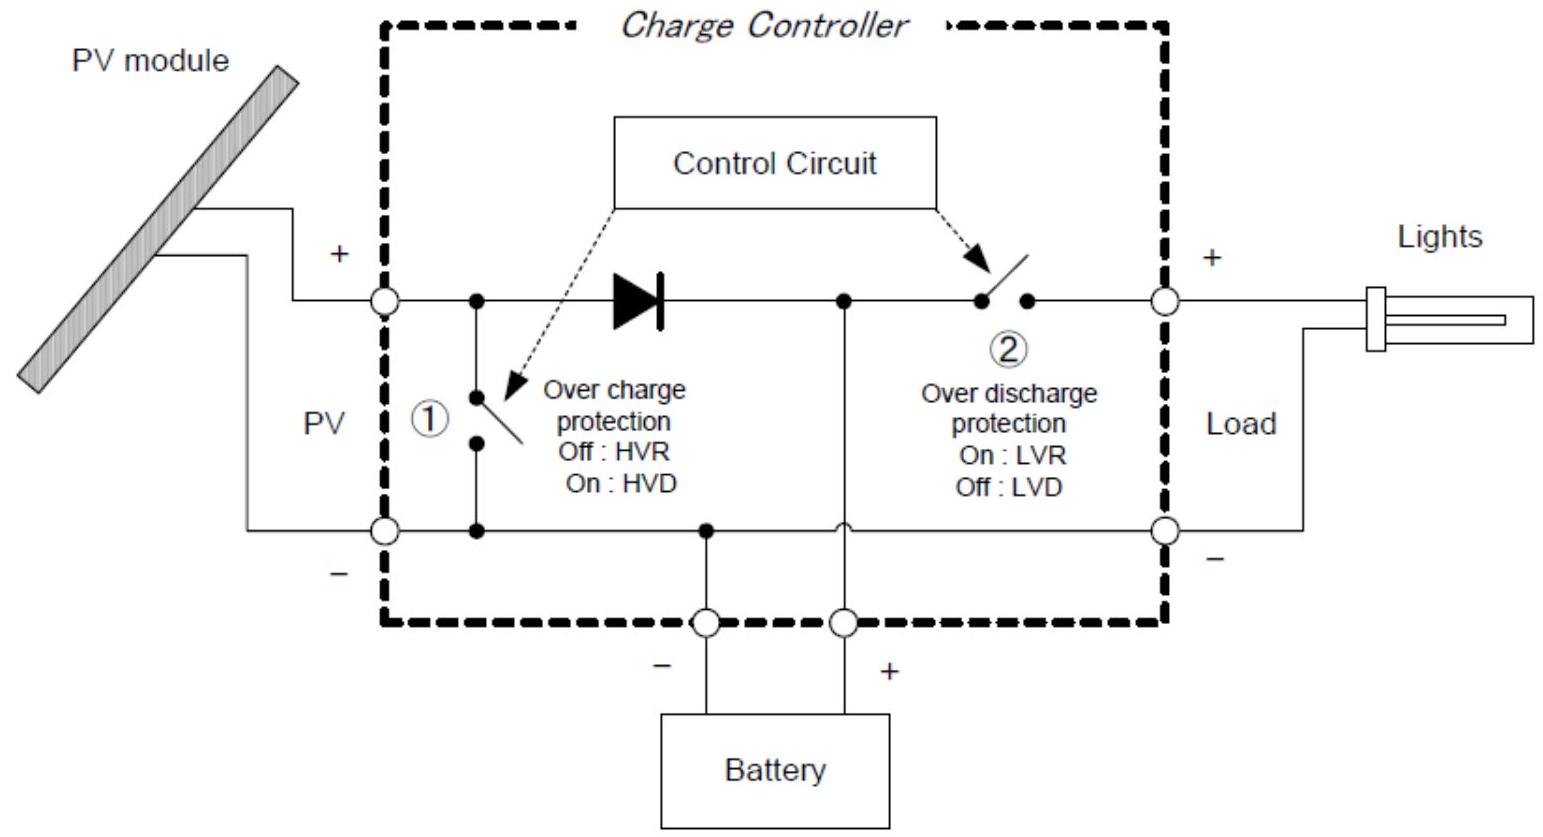 Charge Controller
PV module
Control Circuit
Lights
+
+
②
Over charge
protection
Off : HVR
On : HVD
Over discharge
protection
On : LVR
Off : LVD
PV
①
Load
−
−
−
+
Battery